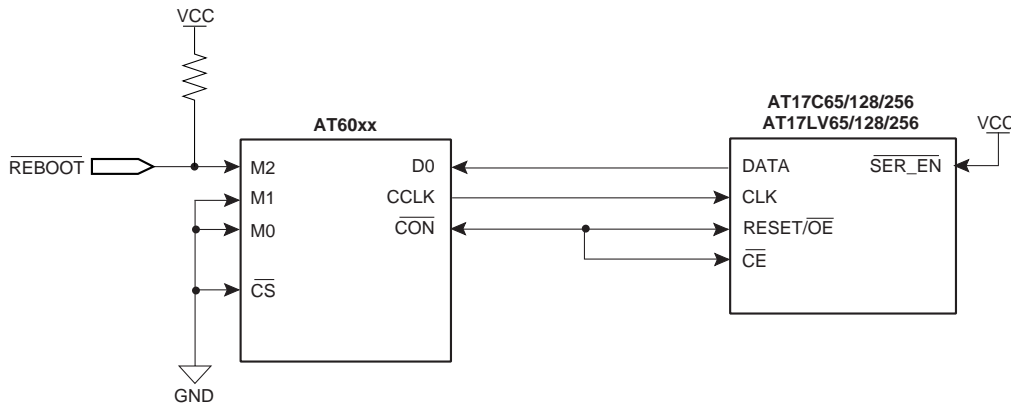 VCC
AT60xx
AT17C65/128/256
AT17LV65/128/256
VCC
REBOOT
M2
D0
DATA
SER_EN
M1
CCLK
CLK
M0
CON
RESET/OE
CE
CS
GND